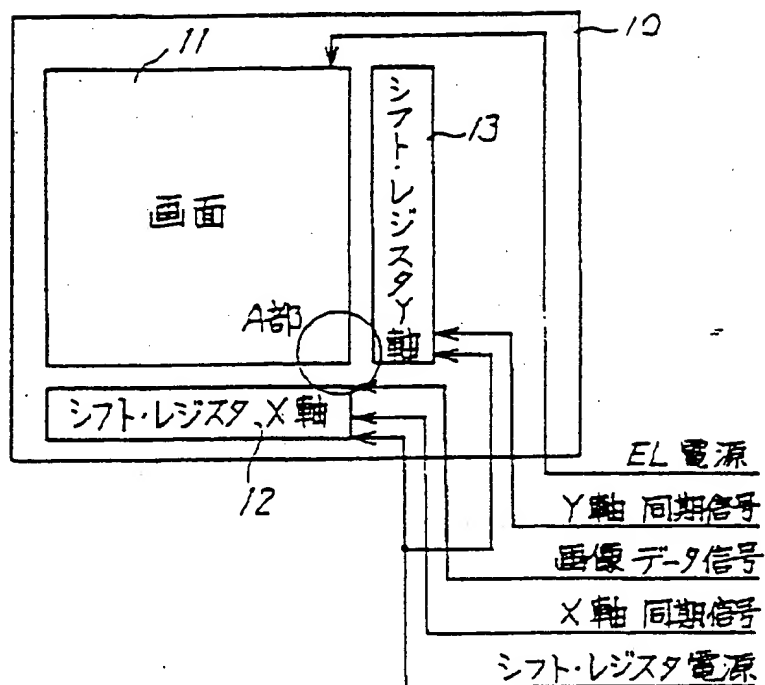 10
11
シフト・レジスタY軸
13
画面
A部
シフト・レジスタ、X軸
12
EL 電源
Y軸 同期信号
画像 データ信号
X軸 同期信号
シフト・レジスタ電源